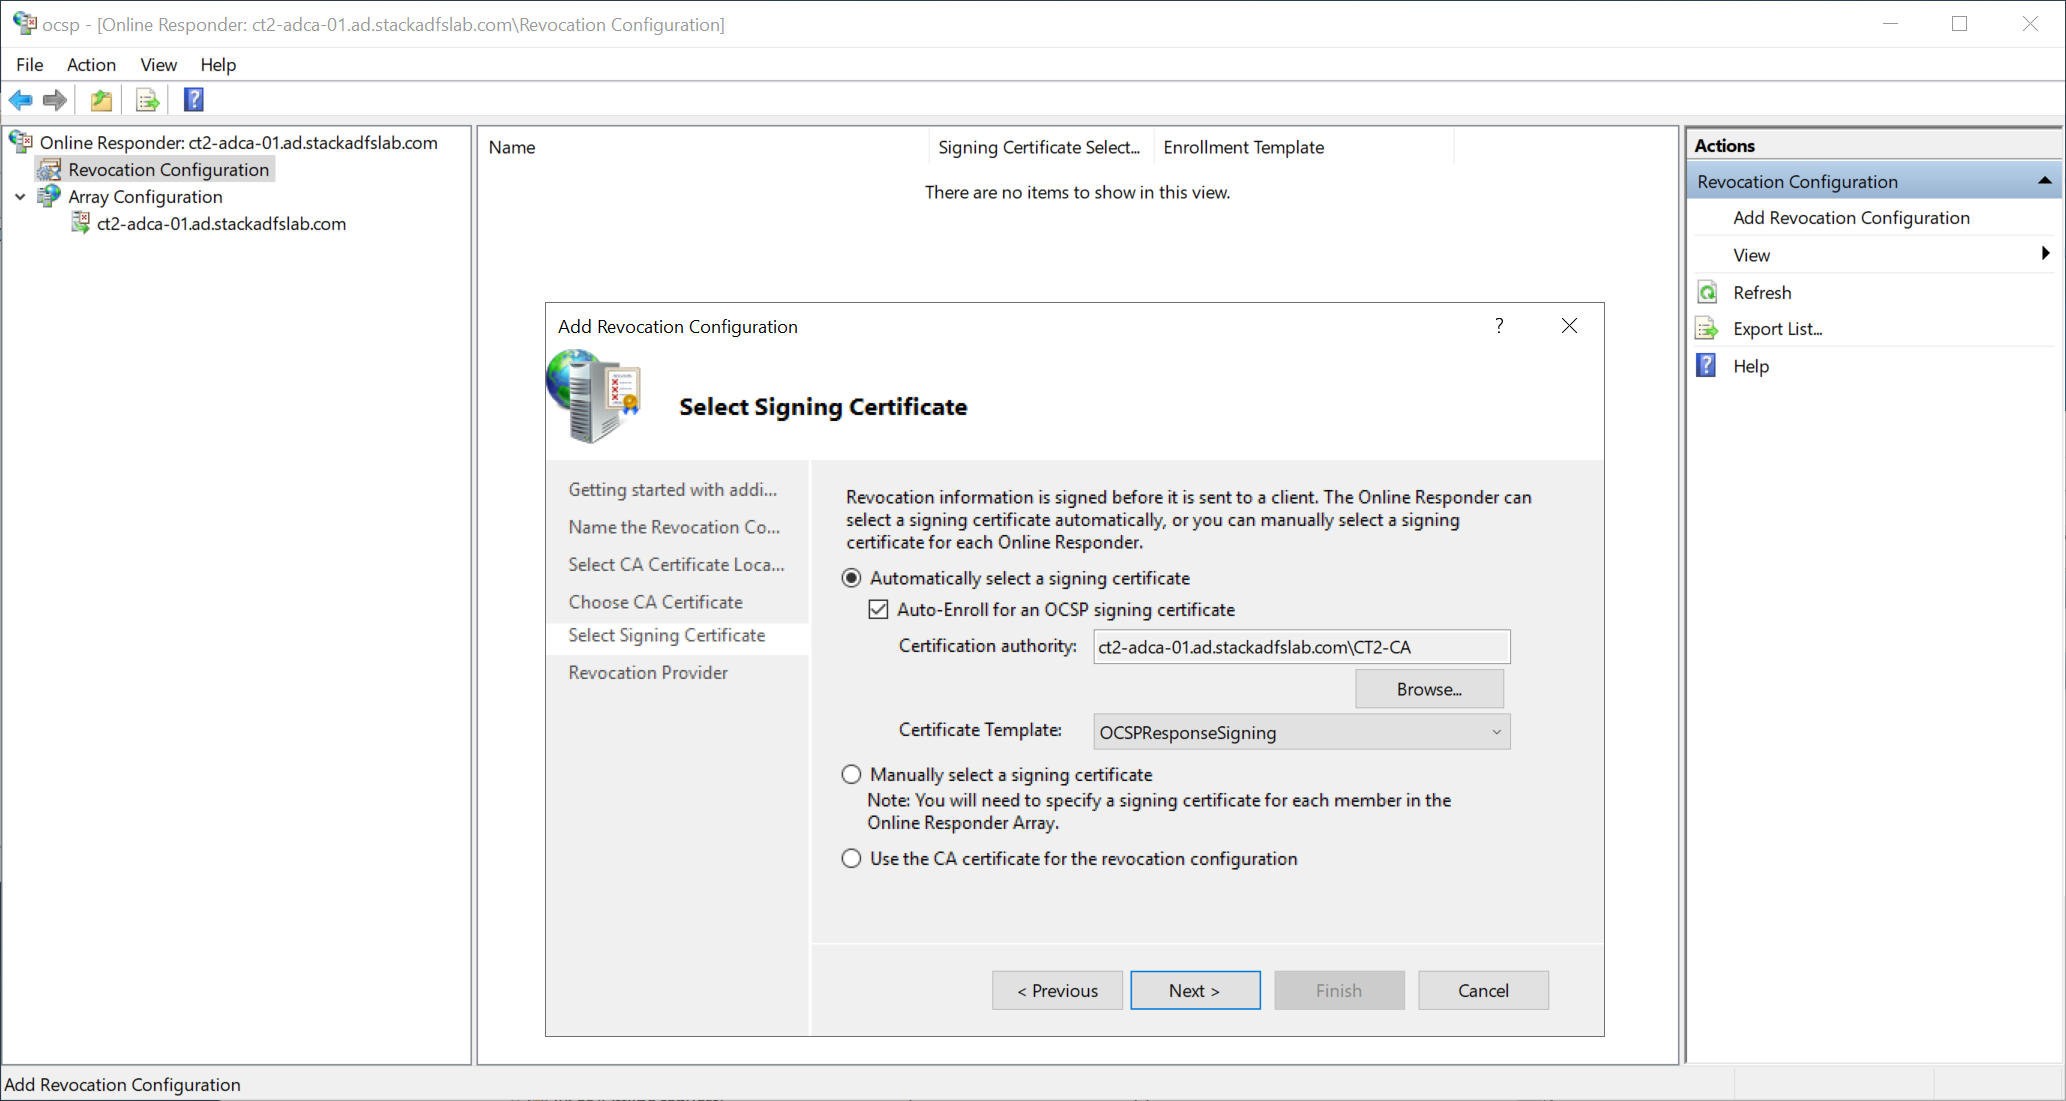 ocsp - [Online Responder: ct2-adca-01.ad.stackadfslab.com\Revocation Configuration]
File Action View Help
Online Responder: ct2-adca-01.ad.stackadfslab.com
Revocation Configuration
Array Configuration
ct2-adca-01.ad.stackadfslab.com
Name Signing Certificate Select... Enrollment Template
There are no items to show in this view.
Actions
Revocation Configuration
Add Revocation Configuration
View
Refresh
Export List...
Help
Add Revocation Configuration
?
Select Signing Certificate
Getting started with addi...
Name the Revocation Co...
Select CA Certificate Loca...
Choose CA Certificate
Select Signing Certificate
Revocation Provider
Revocation information is signed before it is sent to a client. The Online Responder can
select a signing certificate automatically, or you can manually select a signing
certificate for each Online Responder.
Automatically select a signing certificate
Auto-Enroll for an OCSP signing certificate
Certification authority: ct2-adca-01.ad.stackadfslab.com\CT2-CA
Browse...
Certificate Template: OCSPResponseSigning
Manually select a signing certificate
Note: You will need to specify a signing certificate for each member in the
Online Responder Array.
Use the CA certificate for the revocation configuration
< Previous Next > Finish Cancel
Add Revocation Configuration